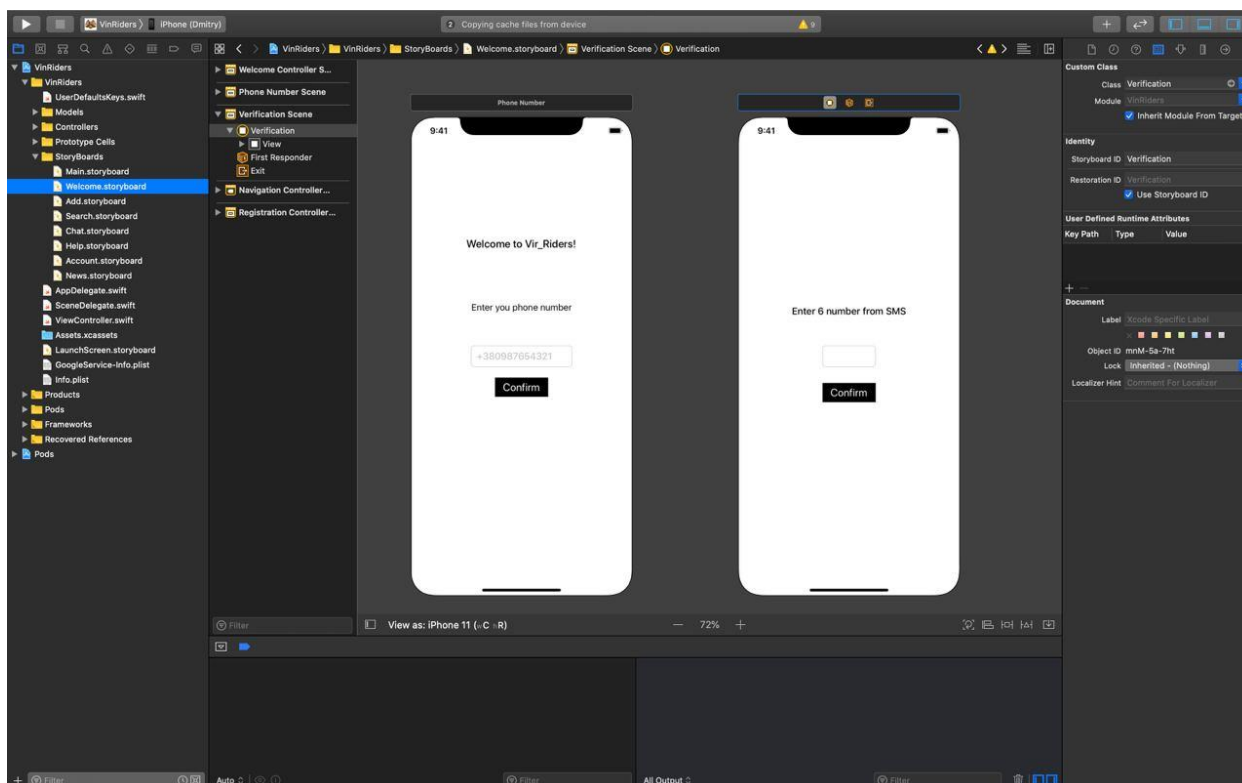 VinRiders 〉 iPhone (Dmitry)
2 Copying cache files from device
9
VinRiders 〉 VinRiders 〉 StoryBoards 〉 Welcome.storyboard 〉 Verification Scene 〉 Verification
VinRiders
VinRiders
UserDefaultsKeys.swift
Models
Controllers
Prototype Cells
StoryBoards
Main.storyboard
Welcome.storyboard
Add.storyboard
Search.storyboard
Chat.storyboard
Help.storyboard
Account.storyboard
News.storyboard
AppDelegate.swift
SceneDelegate.swift
ViewController.swift
Assets.xcassets
LaunchScreen.storyboard
GoogleService-Info.plist
Info.plist
Products
Pods
Frameworks
Recovered References
Pods
Filter
Welcome Controller S...
Phone Number Scene
Verification Scene
Verification
View
First Responder
Exit
Navigation Controller...
Registration Controller...
Filter
Phone Number
9:41
Welcome to Vir_Riders!
Enter you phone number
+380987654321
Confirm
9:41
Enter 6 number from SMS
Confirm
View as: iPhone 11 (wC hR)
— 72% +
Auto
Filter
All Output
Filter
Custom Class
Class Verification
Module VinRiders
Inherit Module From Target
Identity
Storyboard ID Verification
Restoration ID Verification
Use Storyboard ID
User Defined Runtime Attributes
Key Path Type Value
+ −
Document
Label Xcode Specific Label
Object ID mnM-5a-7ht
Lock Inherited - (Nothing)
Localizer Hint Comment For Localizer